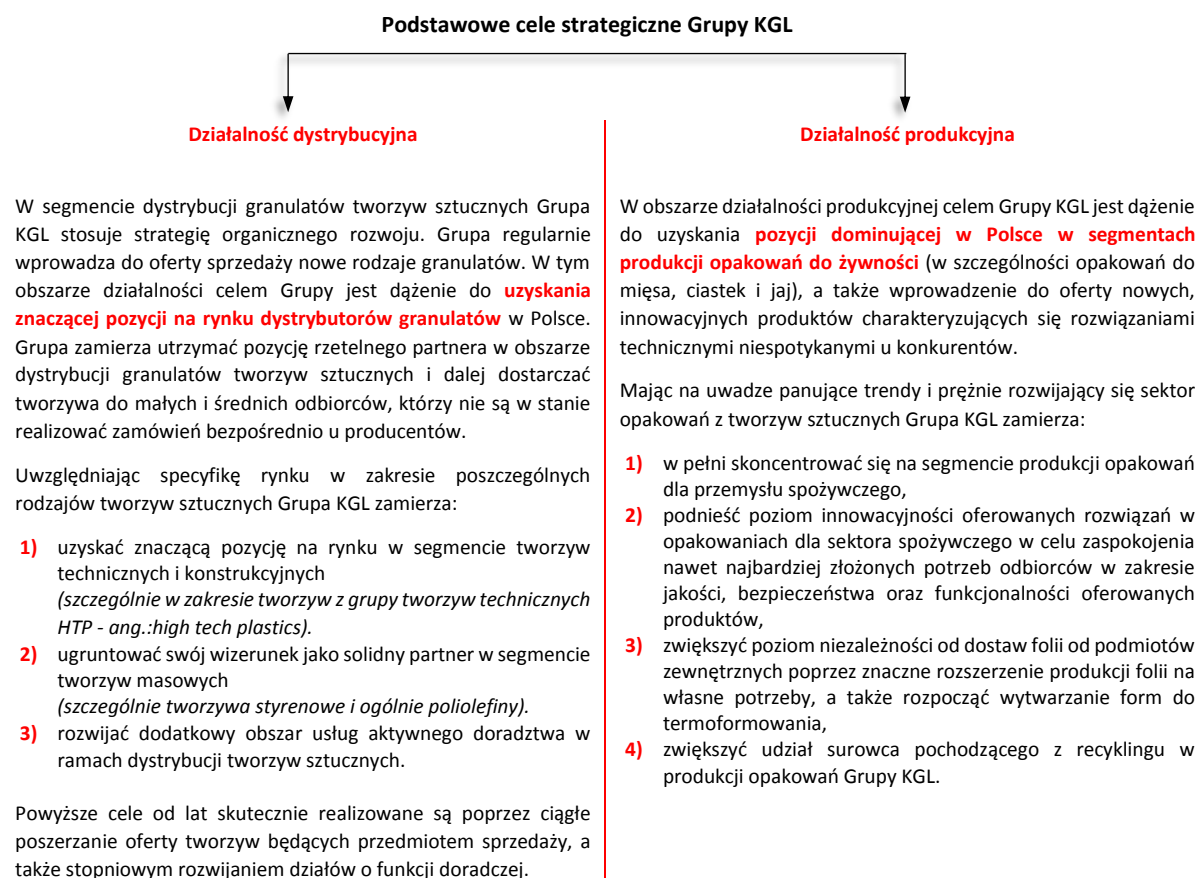 Podstawowe cele strategiczne Grupy KGL
Działalność dystrybucyjna
W segmencie dystrybucji granulatów tworzyw sztucznych Grupa
KGL stosuje strategię organicznego rozwoju. Grupa regularnie
wprowadza do oferty sprzedaży nowe rodzaje granulatów. W tym
obszarze działalności celem Grupy jest dążenie do uzyskania
znaczącej pozycji na rynku dystrybutorów granulatów w Polsce.
Grupa zamierza utrzymać pozycję rzetelnego partnera w obszarze
dystrybucji granulatów tworzyw sztucznych i dalej dostarczać
tworzywa do małych i średnich odbiorców, którzy nie są w stanie
realizować zamówień bezpośrednio u producentów.
Uwzględniając specyfikę rynku w zakresie poszczególnych
rodzajów tworzyw sztucznych Grupa KGL zamierza:
1) uzyskać znaczącą pozycję na rynku w segmencie tworzyw
technicznych i konstrukcyjnych
(szczególnie w zakresie tworzyw z grupy tworzyw technicznych
HTP - ang.:high tech plastics).
2) ugruntować swój wizerunek jako solidny partner w segmencie
tworzyw masowych
(szczególnie tworzywa styrenowe i ogólnie poliolefiny).
3) rozwijać dodatkowy obszar usług aktywnego doradztwa w
ramach dystrybucji tworzyw sztucznych.
Powyższe cele od lat skutecznie realizowane są poprzez ciągłe
poszerzanie oferty tworzyw będących przedmiotem sprzedaży, a
także stopniowym rozwijaniem działów o funkcji doradczej.
Działalność produkcyjna
W obszarze działalności produkcyjnej celem Grupy KGL jest dążenie
do uzyskania pozycji dominującej w Polsce w segmentach
produkcji opakowań do żywności (w szczególności opakowań do
mięsa, ciastek i jaj), a także wprowadzenie do oferty nowych,
innowacyjnych produktów charakteryzujących się rozwiązaniami
technicznymi niespotykanymi u konkurentów.
Mając na uwadze panujące trendy i prężnie rozwijający się sektor
opakowań z tworzyw sztucznych Grupa KGL zamierza:
1) w pełni skoncentrować się na segmencie produkcji opakowań
dla przemysłu spożywczego,
2) podnieść poziom innowacyjności oferowanych rozwiązań w
opakowaniach dla sektora spożywczego w celu zaspokojenia
nawet najbardziej złożonych potrzeb odbiorców w zakresie
jakości, bezpieczeństwa oraz funkcjonalności oferowanych
produktów,
3) zwiększyć poziom niezależności od dostaw folii od podmiotów
zewnętrznych poprzez znaczne rozszerzenie produkcji folii na
własne potrzeby, a także rozpocząć wytwarzanie form do
termoformowania,
4) zwiększyć udział surowca pochodzącego z recyklingu w
produkcji opakowań Grupy KGL.